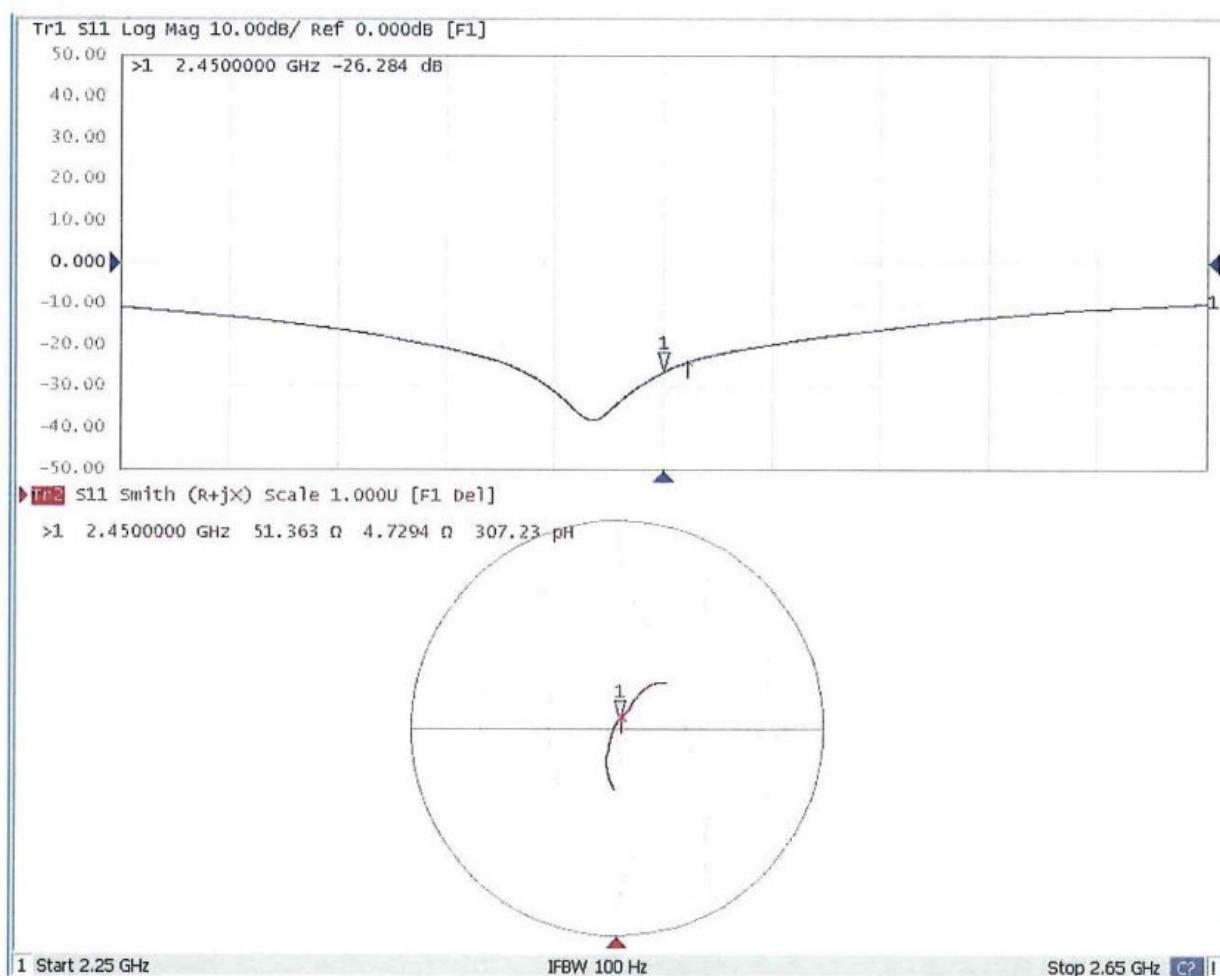 Tr1 S11 Log Mag 10.00dB/ Ref 0.000dB [F1]
50.00
>1 2.4500000 GHz -26.284 dB
40.00
30.00
20.00
10.00
0.000
-10.00
1
-20.00
1
-30.00
-40.00
-50.00
Tr2 S11 Smith (R+jX) Scale 1.000U [F1 Del]
>1 2.4500000 GHz 51.363 Ω 4.7294 Ω 307.23 pH
1
1 Start 2.25 GHz IFBW 100 Hz Stop 2.65 GHz C?